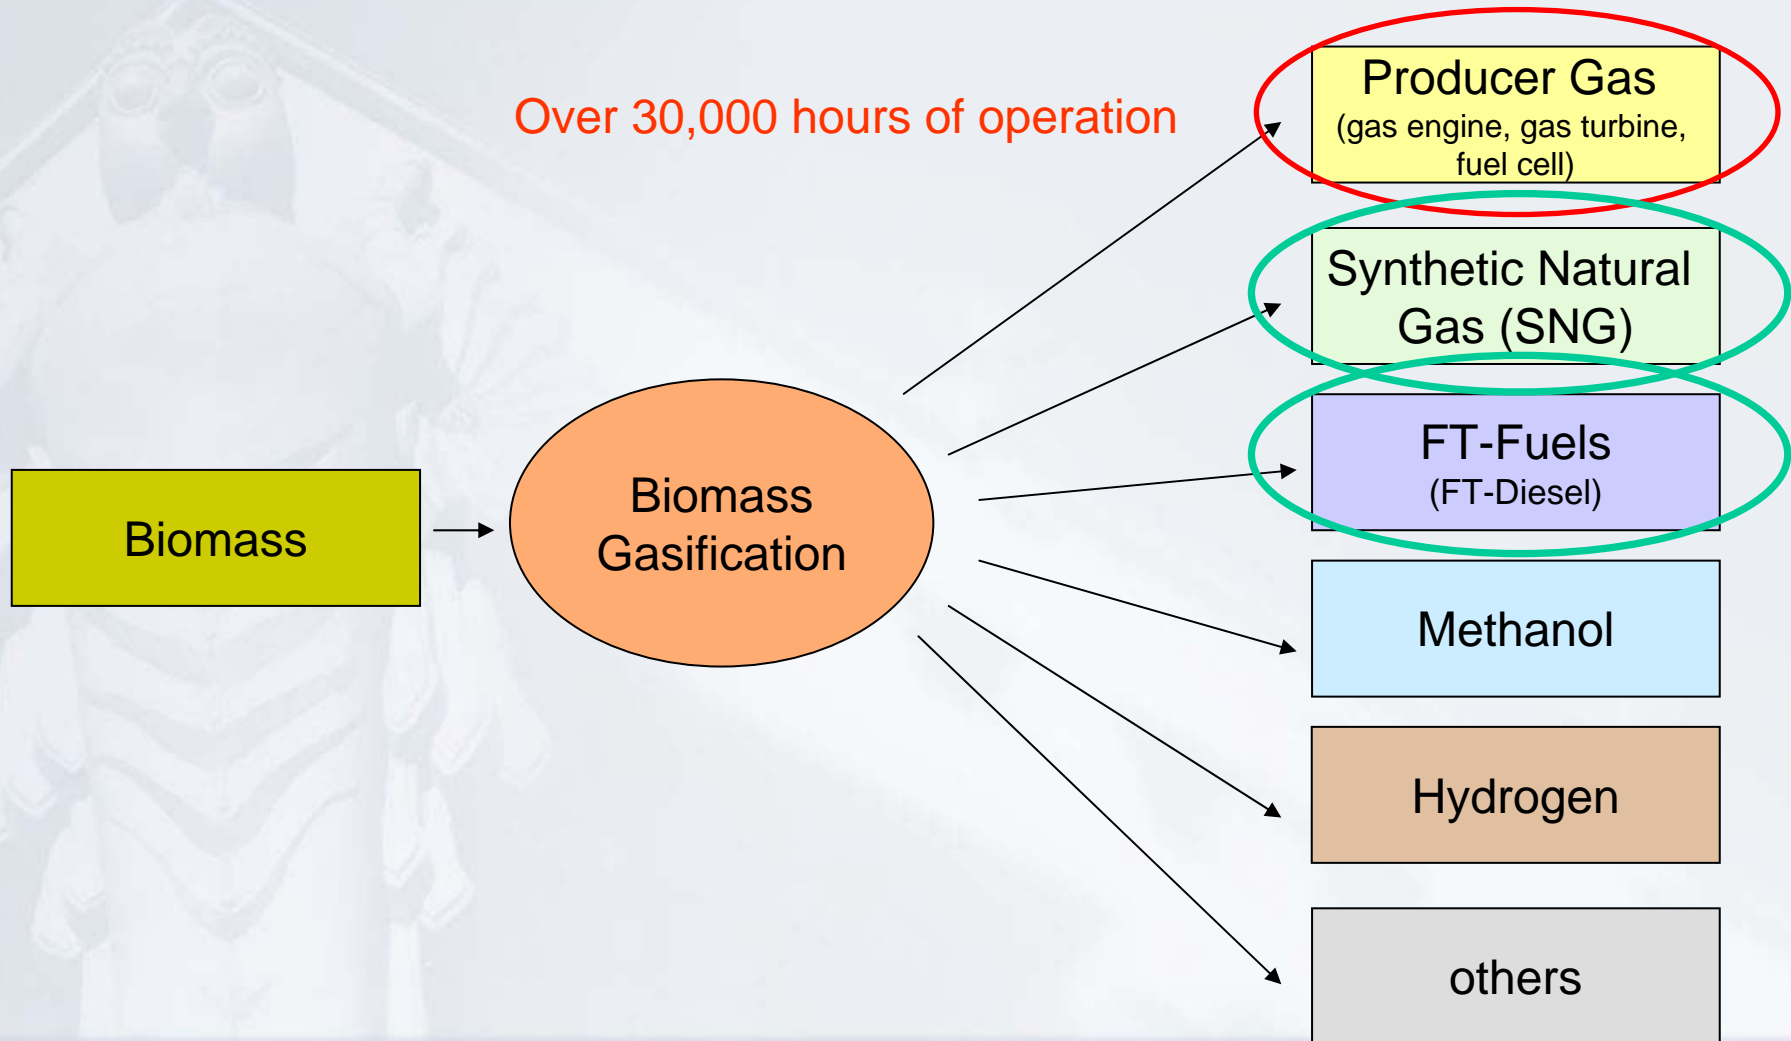 Over 30,000 hours of operation
Producer Gas
(gas engine, gas turbine,
fuel cell)
Synthetic Natural
Gas (SNG)
FT-Fuels
(FT-Diesel)
Biomass
Biomass
Gasification
Methanol
Hydrogen
others